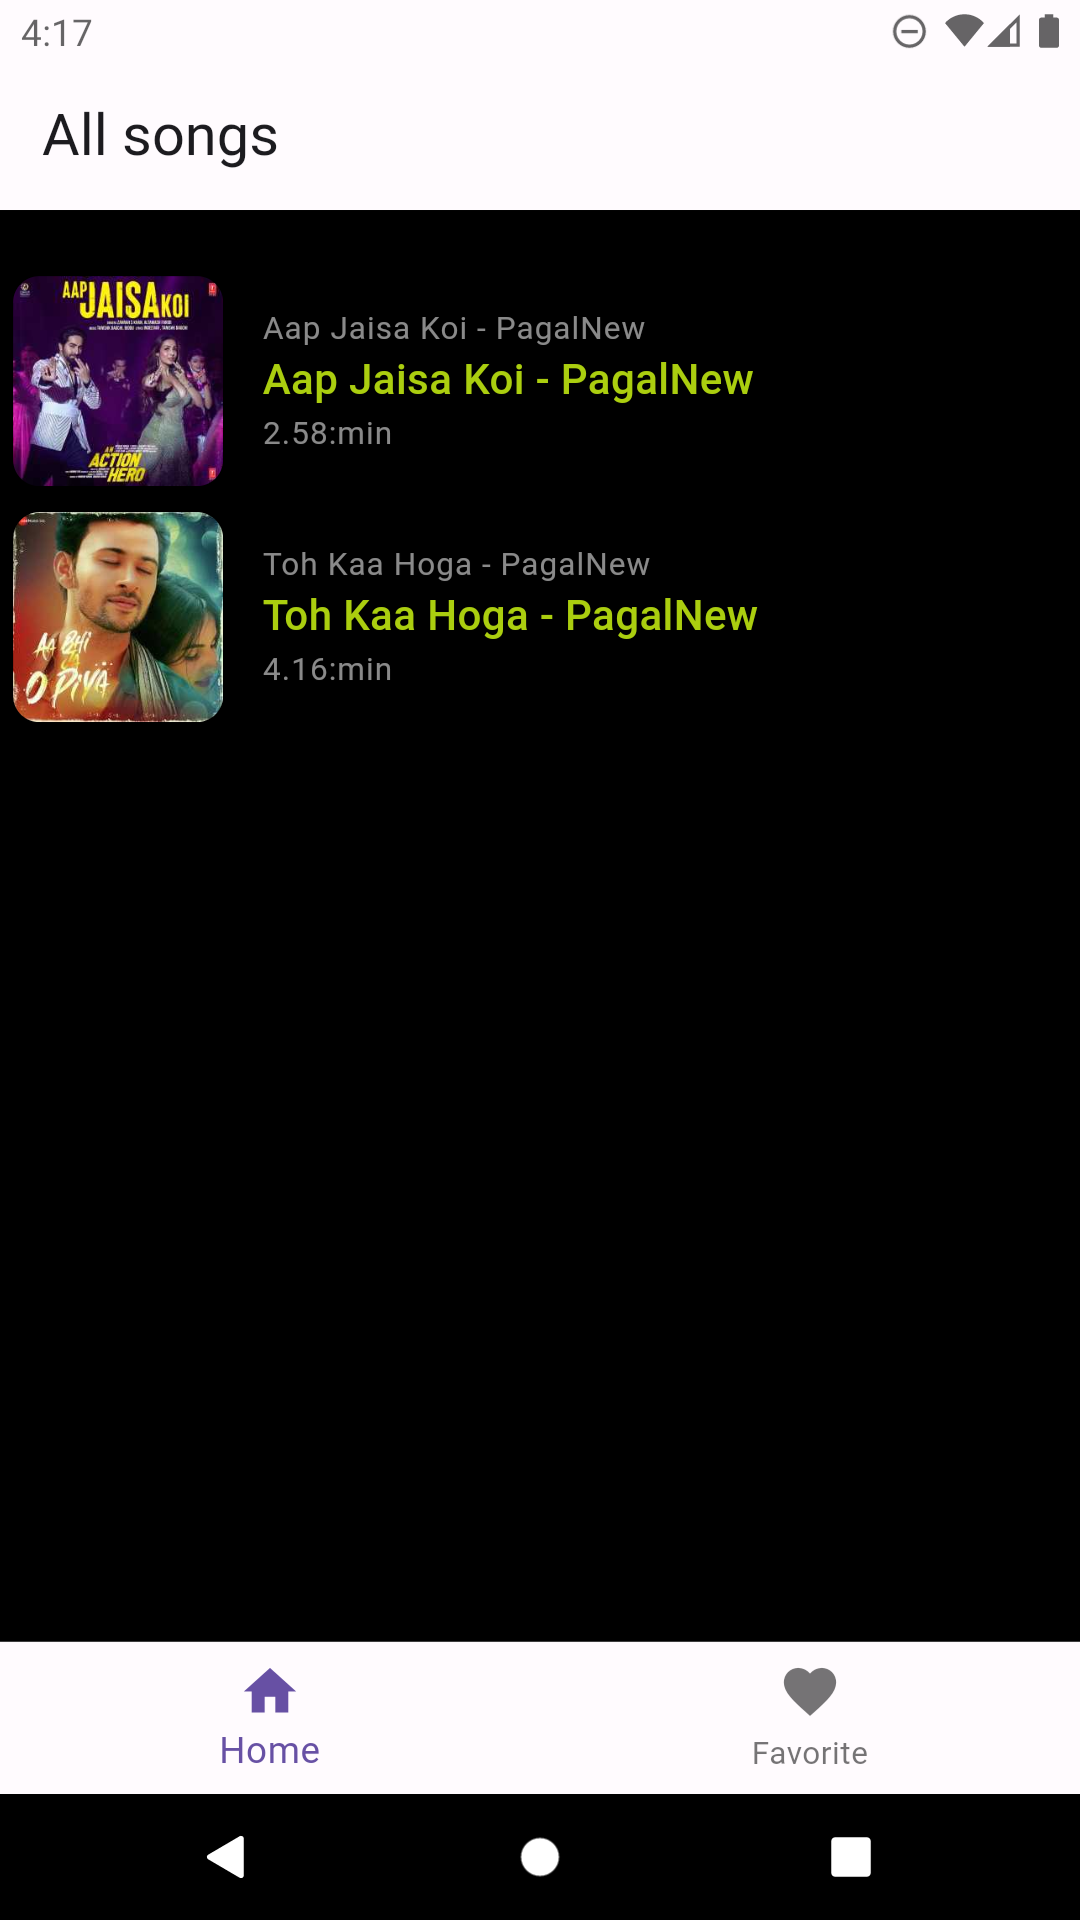 4:17
All songs
AAP JAISA KOI
AN
ACTION
HERO
Aap Jaisa Koi - PagalNew
Aap Jaisa Koi - PagalNew
2.58:min
AA BHI
JA
O PIYA
Toh Kaa Hoga - PagalNew
Toh Kaa Hoga - PagalNew
4.16:min
Home
Favorite